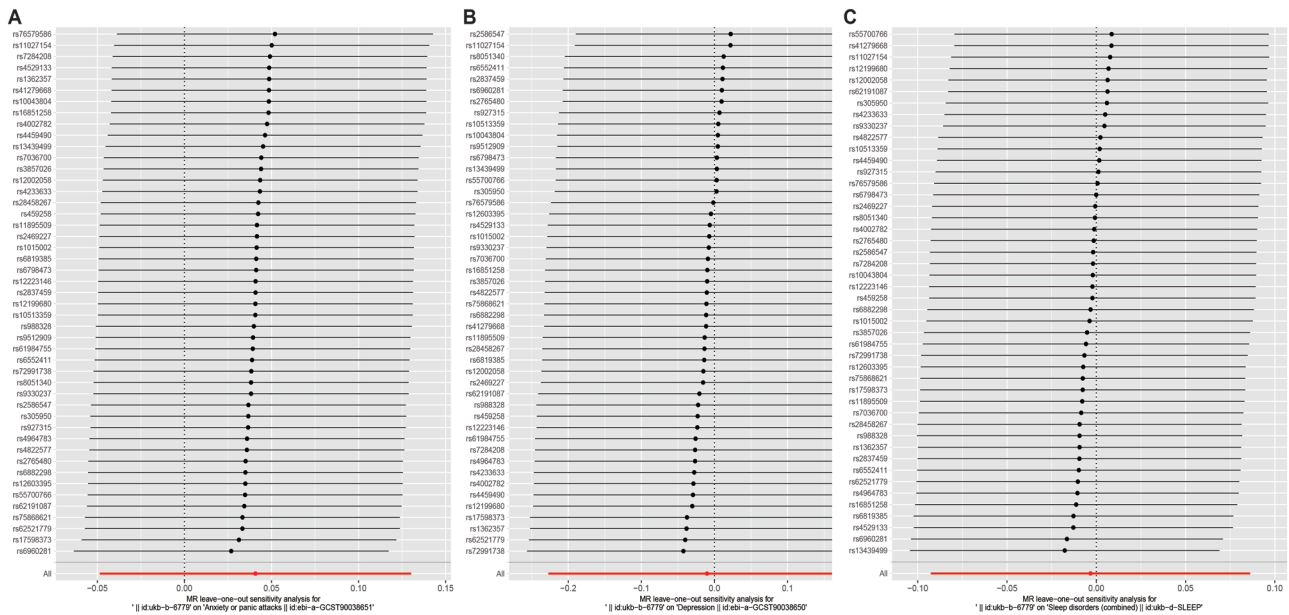 A
rs76579586
rs11027154
rs7284208
rs4529133
rs1362357
rs41279668
rs10043804
rs16851258
rs4002782
rs4459490
rs13439499
rs7036700
rs3857026
rs12002058
rs4233633
rs28458267
rs459258
rs11895509
rs2469227
rs1015002
rs6819385
rs6798473
rs12223146
rs2837459
rs12199680
rs10513359
rs988328
rs9512909
rs61984755
rs6552411
rs72991738
rs8051340
rs9330237
rs2586547
rs305950
rs927315
rs4964783
rs4822577
rs2765480
rs6882298
rs12603395
rs55700766
rs62191087
rs75868621
rs62521779
rs17598373
rs6960281
All
−0.05 0.00 0.05 0.10 0.15
MR leave−one−out sensitivity analysis for
' || id:ukb−b−6779' on 'Anxiety or panic attacks || id:ebi−a−GCST90038651'
B
rs2586547
rs11027154
rs8051340
rs6552411
rs2837459
rs6960281
rs2765480
rs927315
rs10513359
rs10043804
rs9512909
rs6798473
rs13439499
rs55700766
rs305950
rs76579586
rs12603395
rs4529133
rs1015002
rs9330237
rs7036700
rs16851258
rs3857026
rs4822577
rs75868621
rs6882298
rs41279668
rs11895509
rs28458267
rs6819385
rs12002058
rs2469227
rs62191087
rs988328
rs459258
rs12223146
rs61984755
rs7284208
rs4964783
rs4233633
rs4002782
rs4459490
rs12199680
rs17598373
rs1362357
rs62521779
rs72991738
All
−0.2 −0.1 0.0 0.1
MR leave−one−out sensitivity analysis for
' || id:ukb−b−6779' on 'Depression || id:ebi−a−GCST90038650'
C
rs55700766
rs41279668
rs11027154
rs12199680
rs12002058
rs62191087
rs305950
rs4233633
rs9330237
rs4822577
rs10513359
rs4459490
rs927315
rs76579586
rs6798473
rs2469227
rs8051340
rs4002782
rs2765480
rs2586547
rs7284208
rs10043804
rs12223146
rs459258
rs6882298
rs1015002
rs3857026
rs61984755
rs72991738
rs12603395
rs75868621
rs17598373
rs11895509
rs7036700
rs28458267
rs988328
rs1362357
rs2837459
rs6552411
rs62521779
rs4964783
rs16851258
rs6819385
rs4529133
rs6960281
rs13439499
All
−0.10 −0.05 0.00 0.05 0.10
MR leave−one−out sensitivity analysis for
' || id:ukb−b−6779' on 'Sleep disorders (combined) || id:ukb−d−SLEEP'